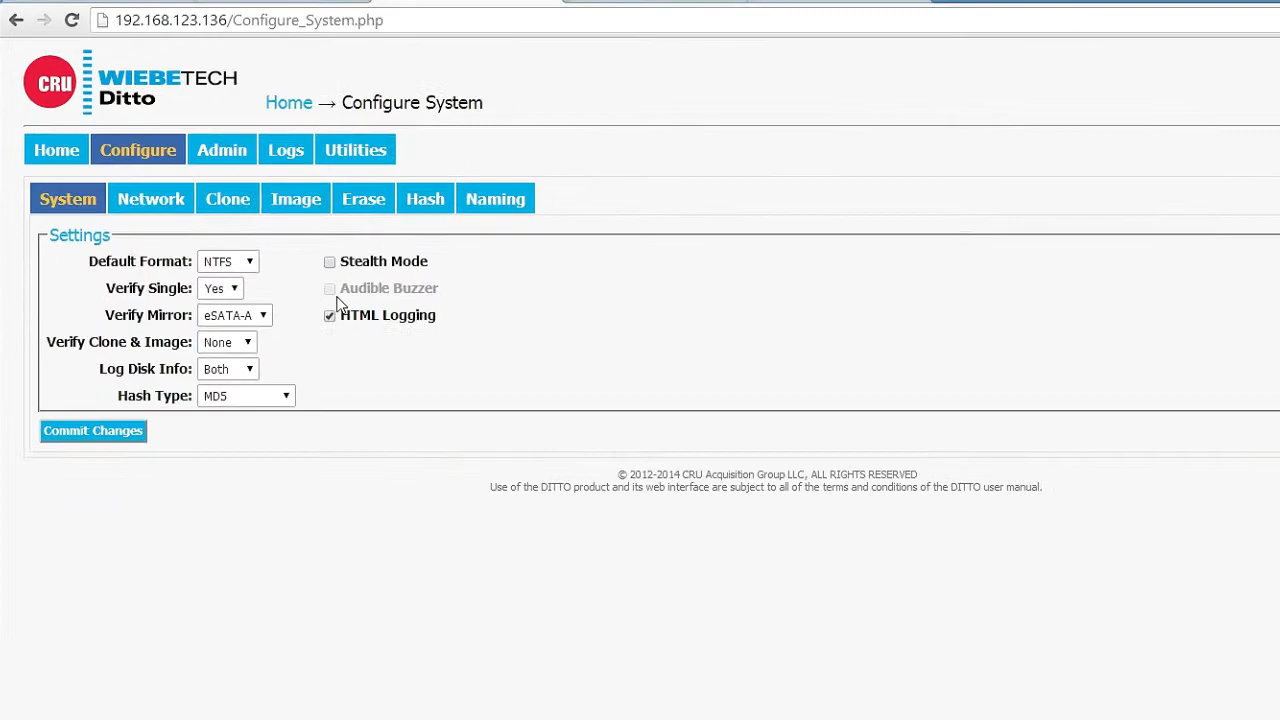 192.168.123.136/Configure_System.php
CRU WIEBETECH
Ditto
Home → Configure System
Home Configure Admin Logs Utilities
System Network Clone Image Erase Hash Naming
Settings
Default Format: NTFS Stealth Mode
Verify Single: Yes Audible Buzzer
Verify Mirror: eSATA-A HTML Logging
Verify Clone & Image: None
Log Disk Info: Both
Hash Type: MD5
Commit Changes
© 2012-2014 CRU Acquisition Group LLC, ALL RIGHTS RESERVED
Use of the DITTO product and its web interface are subject to all of the terms and conditions of the DITTO user manual.